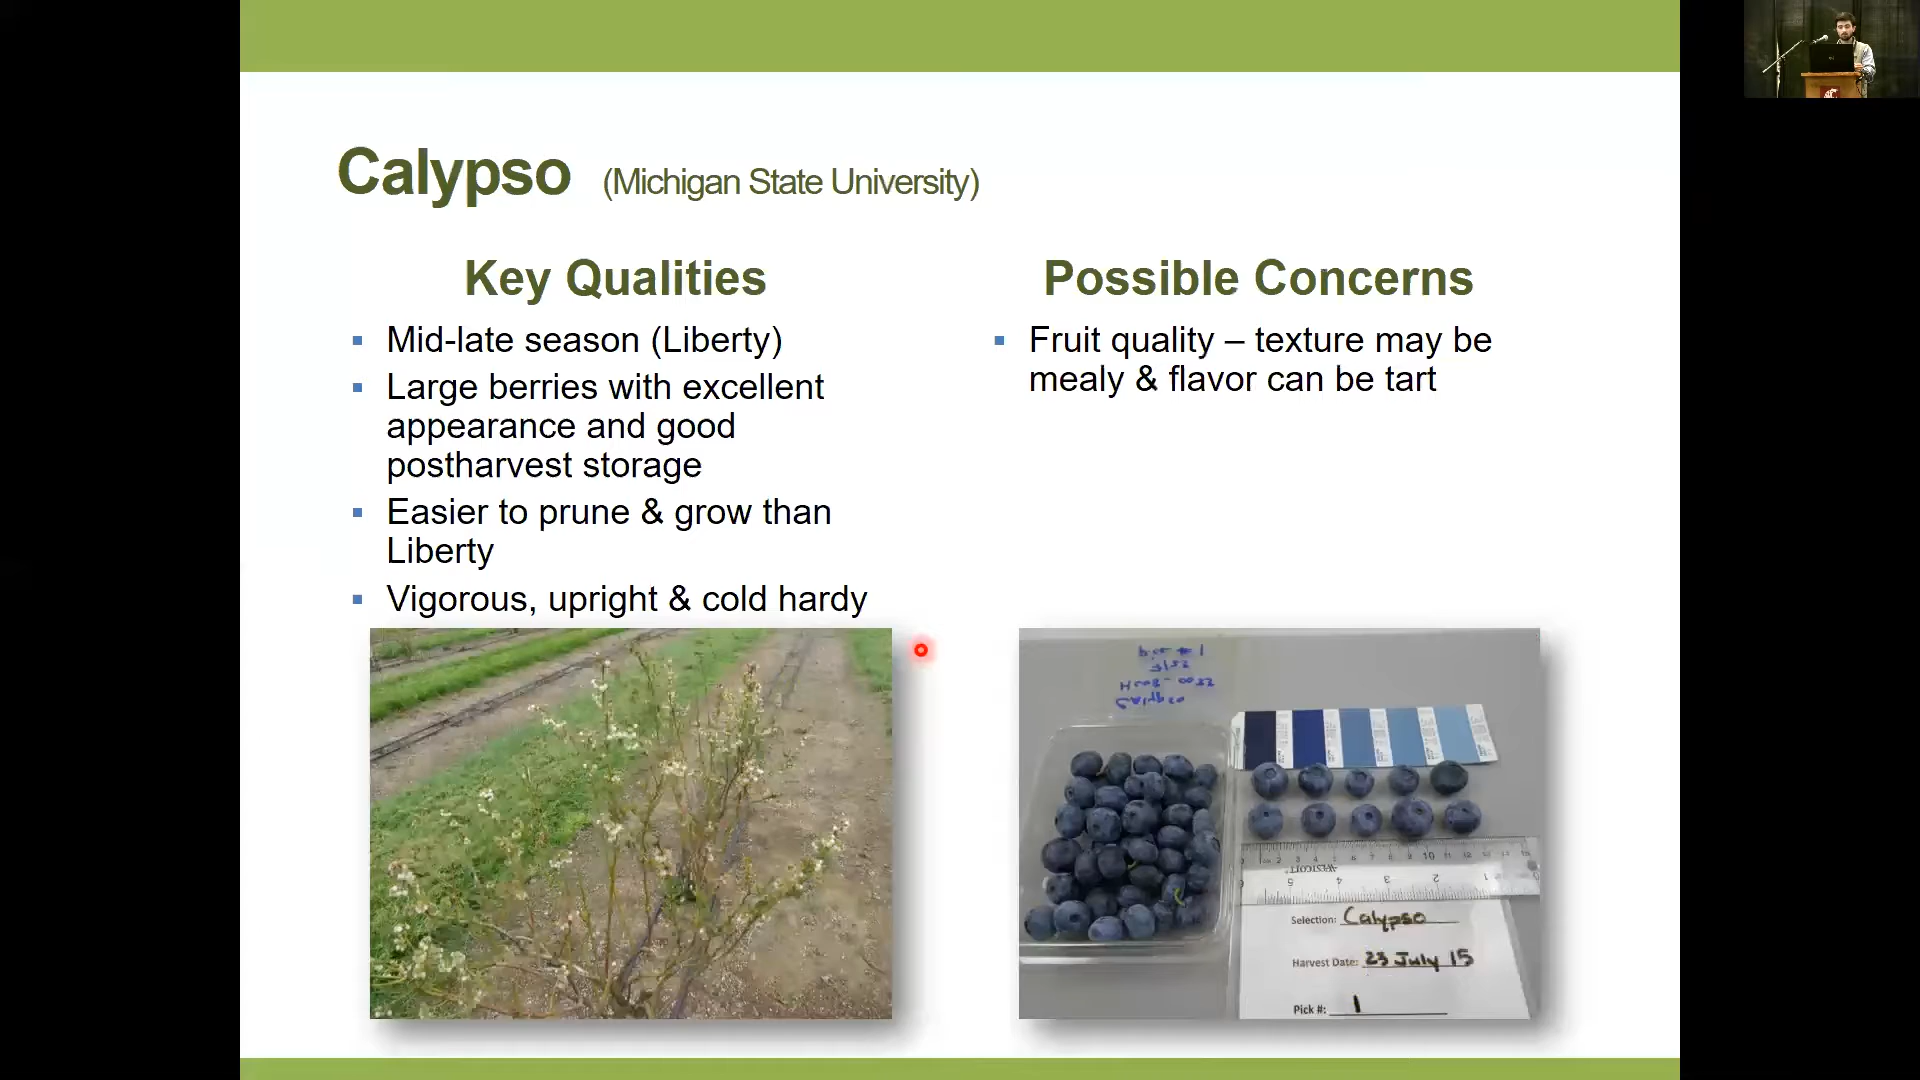 Calypso (Michigan State University)
Key Qualities
Mid-late season (Liberty)
Large berries with excellent
appearance and good
postharvest storage
Easier to prune & grow than
Liberty
Vigorous, upright & cold hardy
Possible Concerns
Fruit quality – texture may be
mealy & flavor can be tart
Calypso
WESTCOTT
Selection: Calypso
Harvest Date: 23 July 15
Pick #: 1